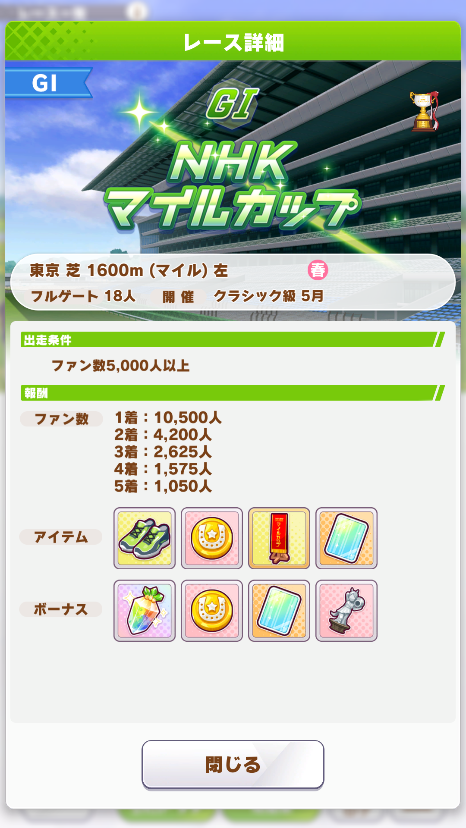 レース詳細
GI
GI
NHK
マイルカップ
東京 芝 1600m (マイル) 左 春
フルゲート 18人 開催 クラシック級 5月
出走条件
ファン数5,000人以上
報酬
ファン数 1着：10,500人
2着：4,200人
3着：2,625人
4着：1,575人
5着：1,050人
アイテム
ボーナス
閉じる